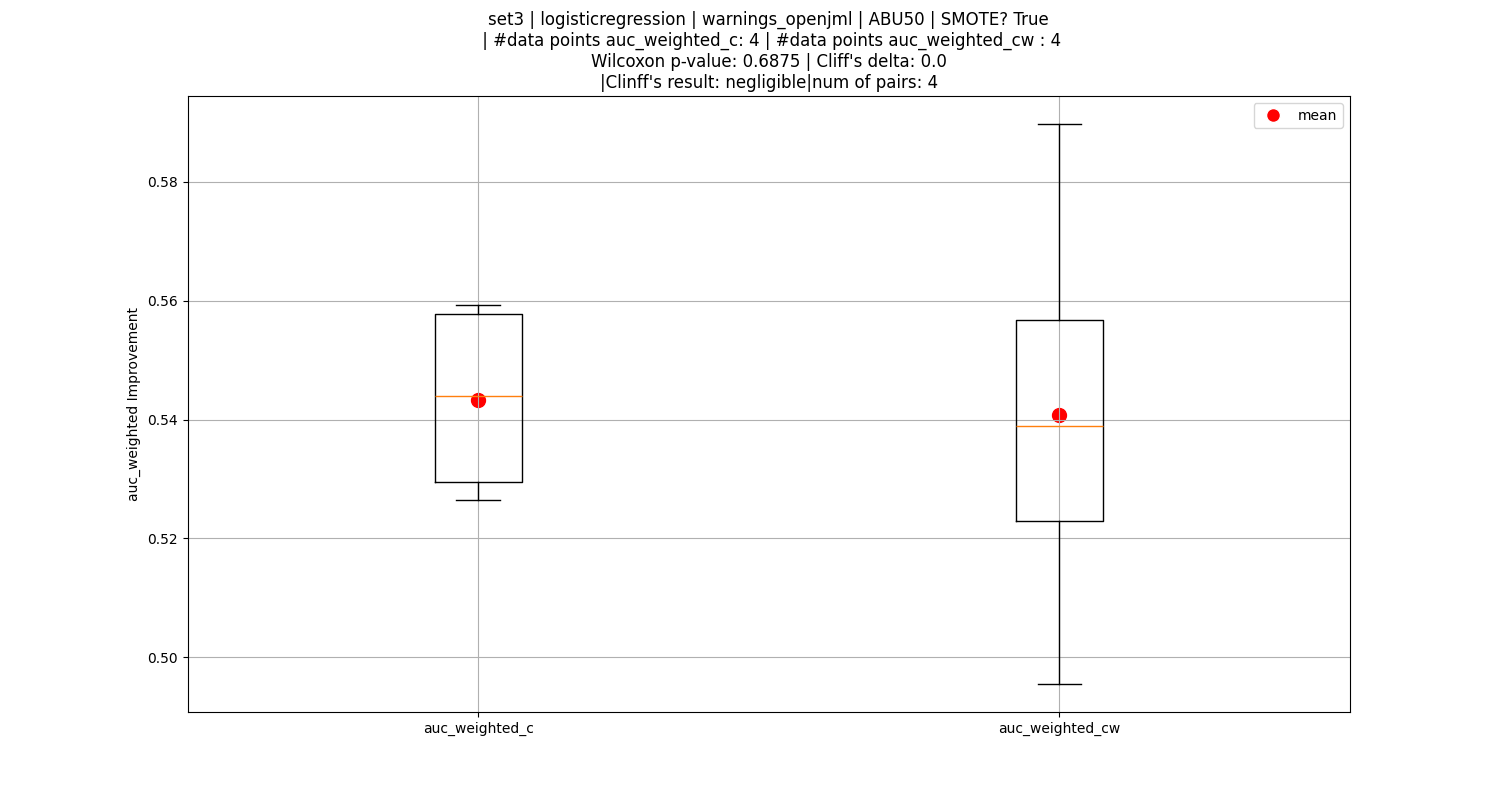 set3 | logisticregression | warnings_openjml | ABU50 | SMOTE? True
| #data points auc_weighted_c: 4 | #data points auc_weighted_cw : 4
Wilcoxon p-value: 0.6875 | Cliff's delta: 0.0
|Clinff's result: negligible|num of pairs: 4
mean
0.58
0.56
0.54
0.52
0.50
auc_weighted Improvement
auc_weighted_c
auc_weighted_cw